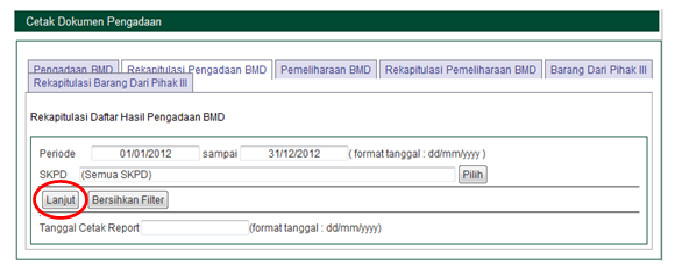 Cetak Dokumen Pengadaan
Pengadaan BMD Rekapitulasi Pengadaan BMD Pemeliharaan BMD Rekapitulasi Pemeliharaan BMD Barang Dari Pihak III
Rekapitulasi Barang Dari Pihak III
Rekapitulasi Daftar Hasil Pengadaan BMD
Periode 01/01/2012 sampai 31/12/2012 ( format tanggal : dd/mm/yyyy )
SKPD (Semua SKPD) Pilih
Lanjut Bersihkan Filter
Tanggal Cetak Report (format tanggal : dd/mm/yyyy)